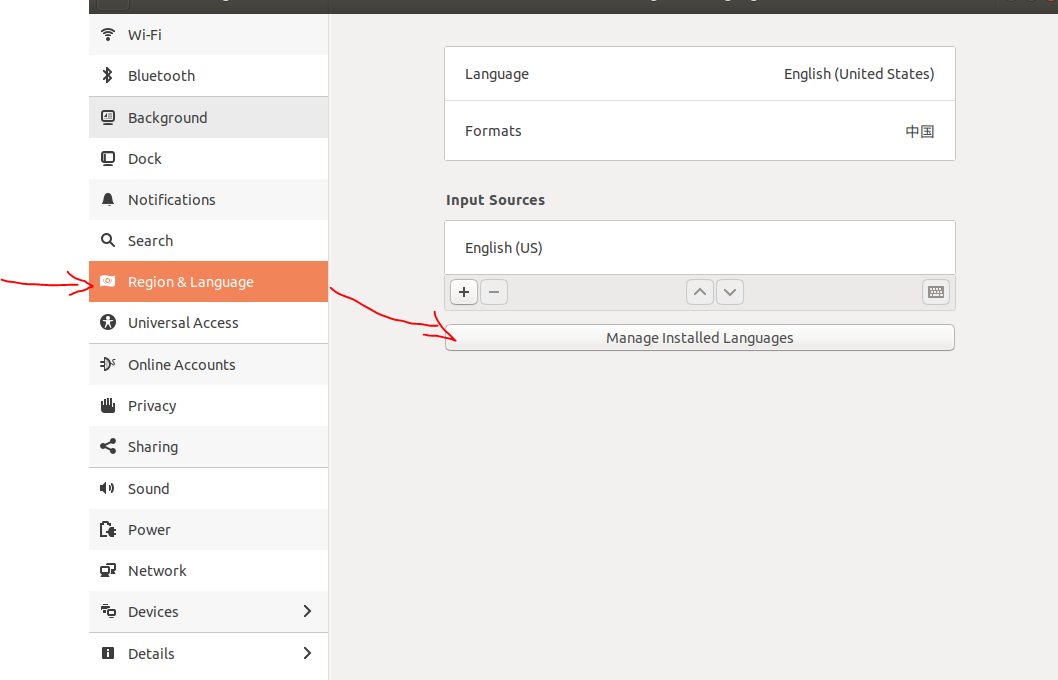 Wi-Fi
Bluetooth
Background
Dock
Notifications
Search
Region & Language
Universal Access
Online Accounts
Privacy
Sharing
Sound
Power
Network
Devices
Details
Language English (United States)
Formats 中国
Input Sources
English (US)
Manage Installed Languages